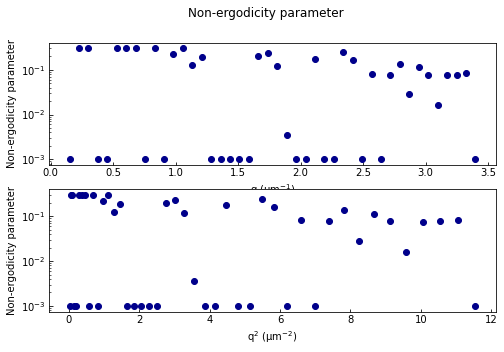 Non-ergodicity parameter
Non-ergodicity parameter
10⁻¹
10⁻²
10⁻³
0.0 0.5 1.0 1.5 2.0 2.5 3.0 3.5
q (μm⁻¹)
Non-ergodicity parameter
10⁻¹
10⁻²
10⁻³
0 2 4 6 8 10 12
q² (μm⁻²)